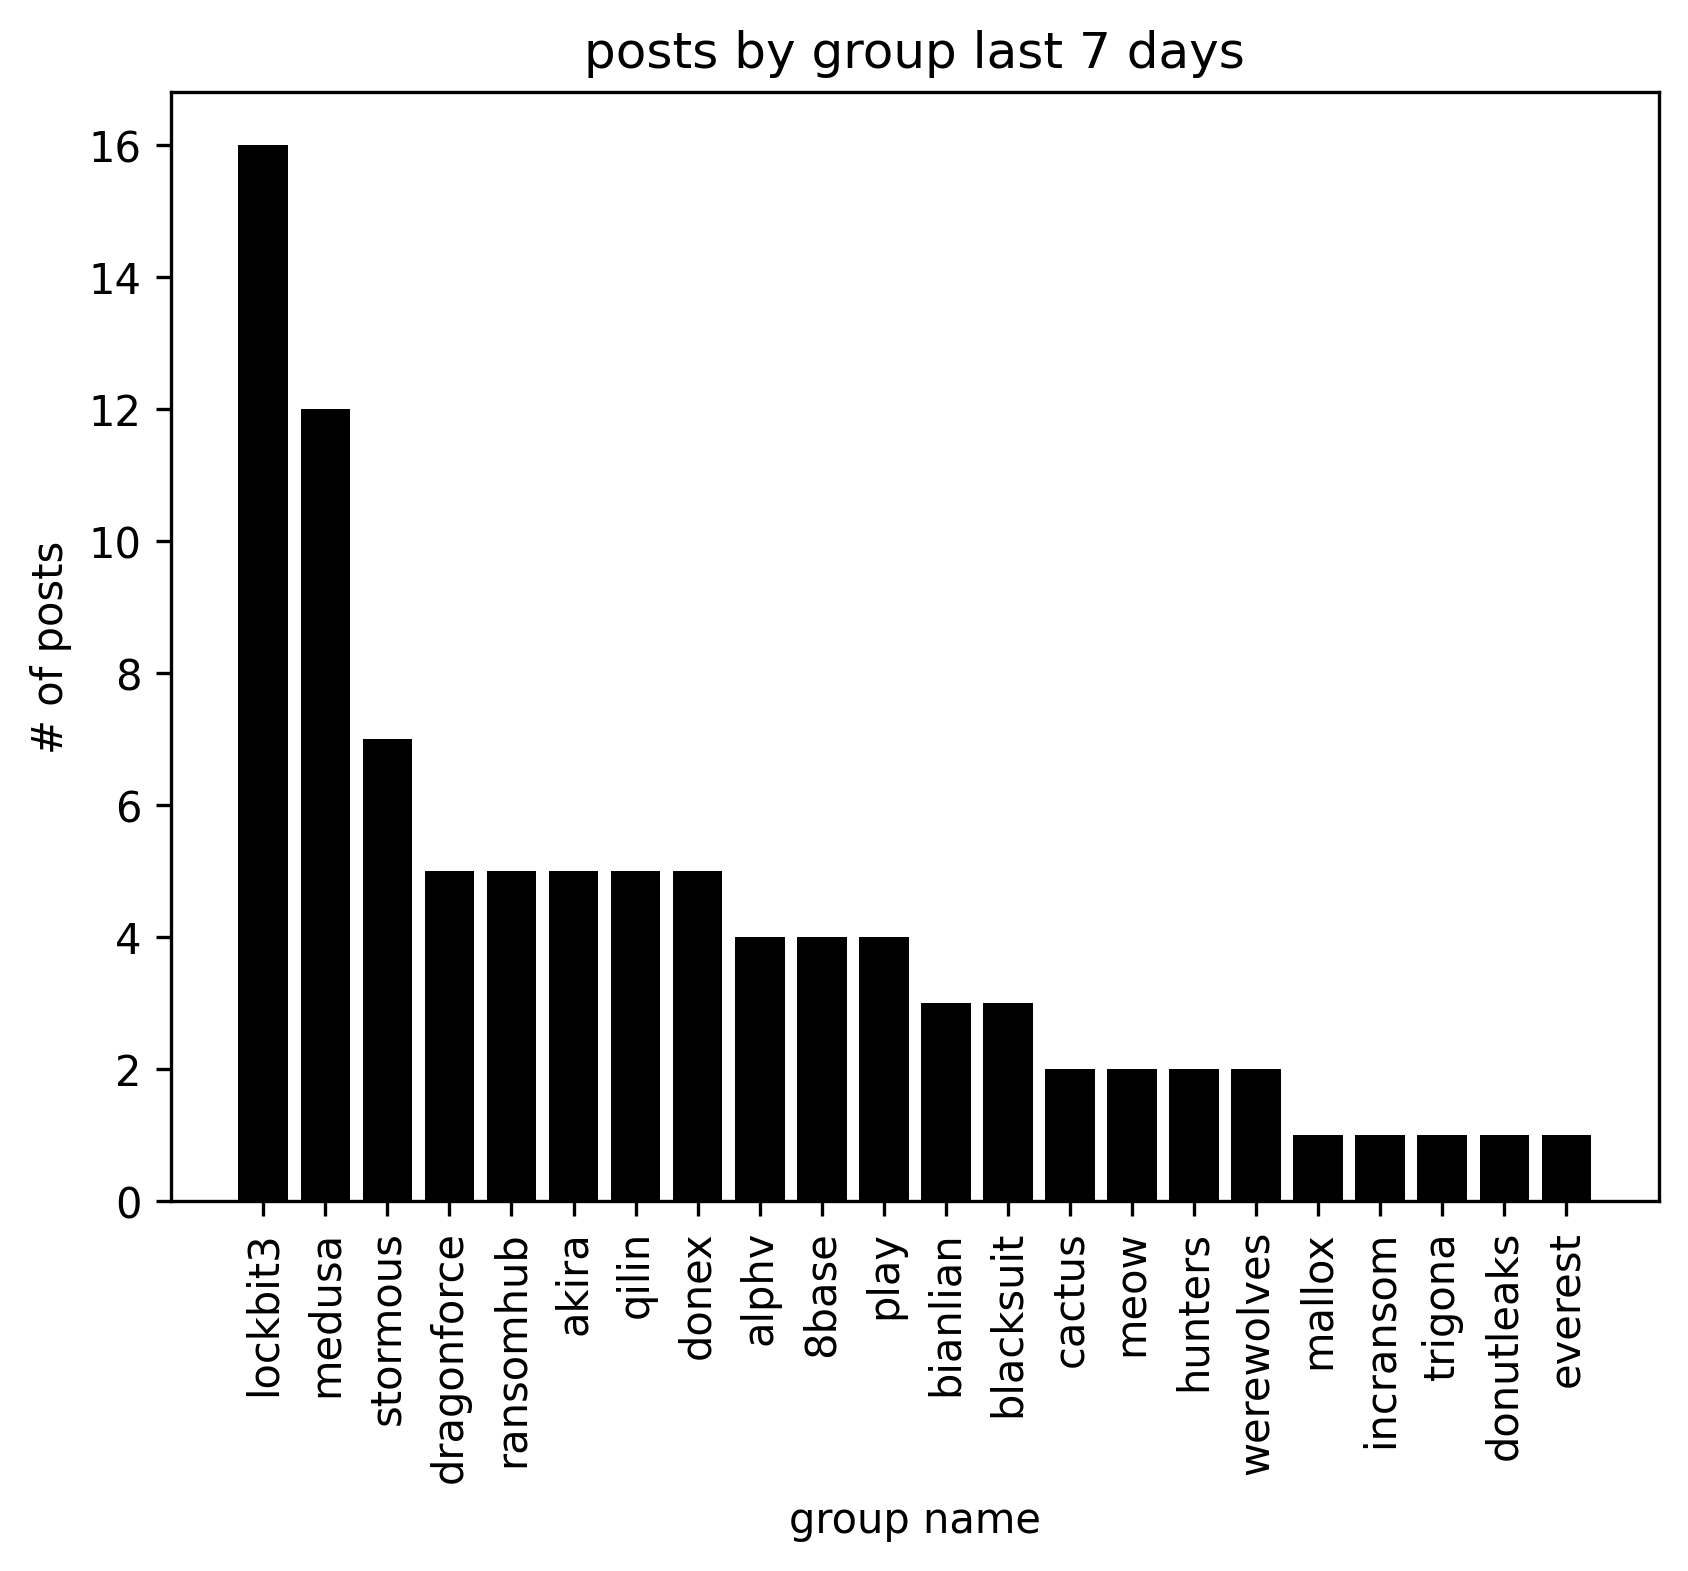 posts by group last 7 days
16
14
12
10
8
6
4
2
0
# of posts
lockbit3
medusa
stormous
dragonforce
ransomhub
akira
qilin
donex
alphv
8base
play
bianlian
blacksuit
cactus
meow
hunters
werewolves
mallox
incransom
trigona
donutleaks
everest
group name